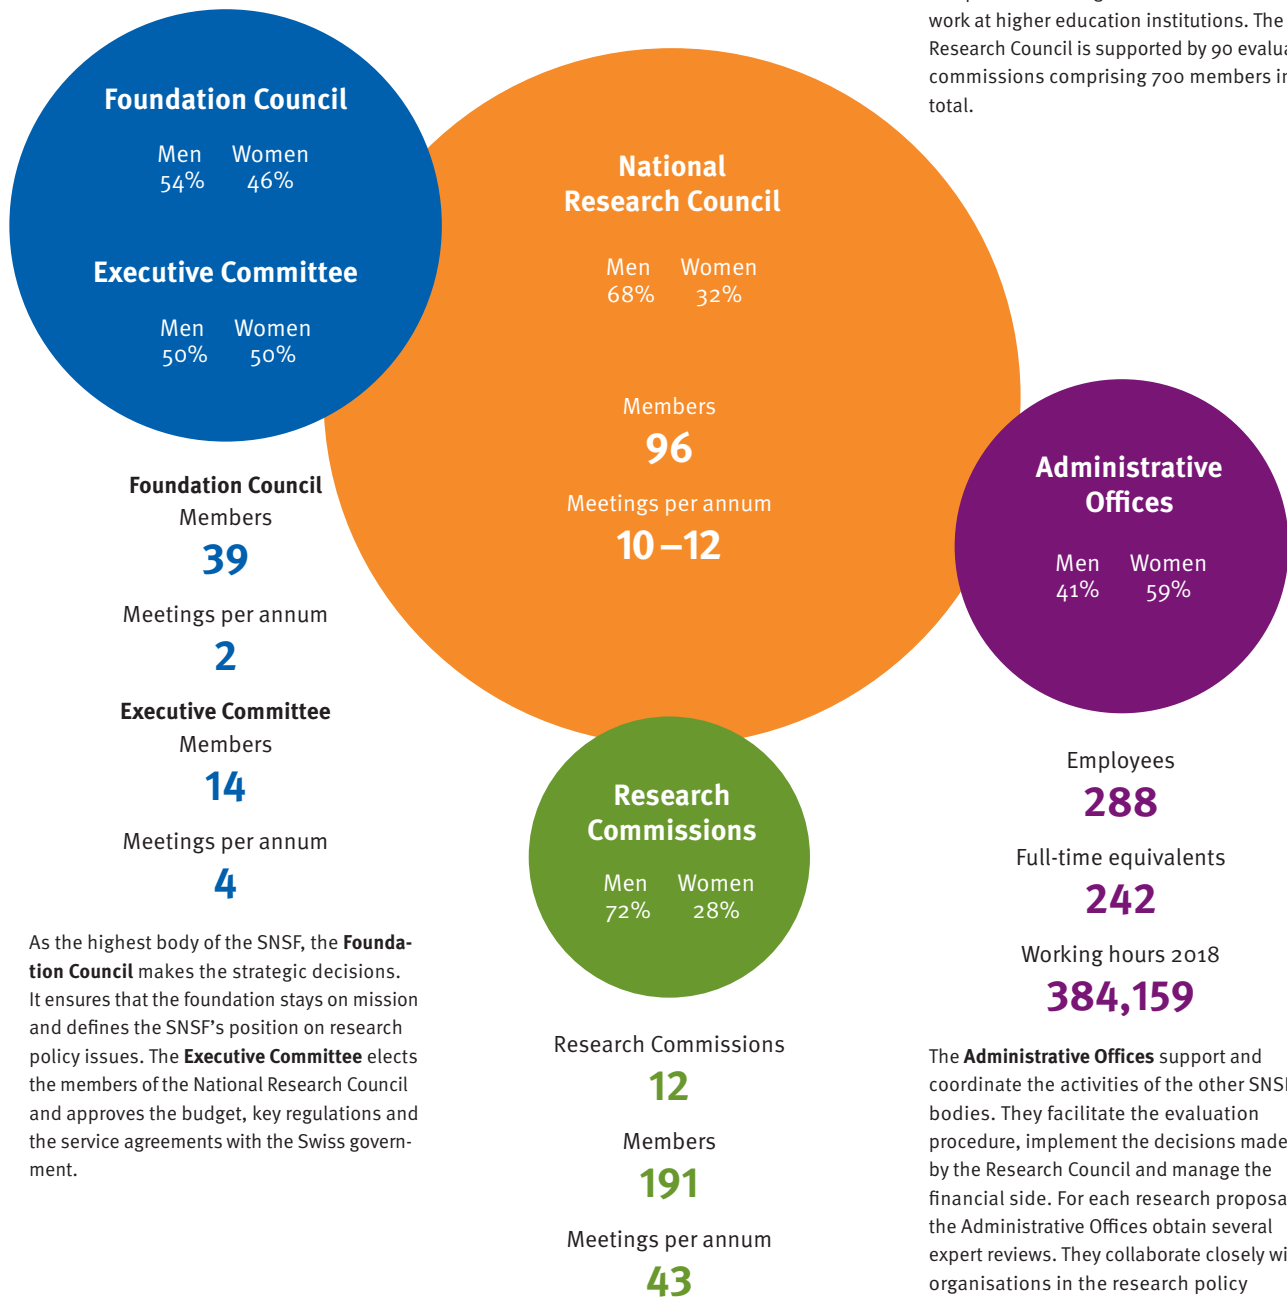 work at higher education institutions. The
Research Council is supported by 90 evalua
commissions comprising 700 members in
total.
Foundation Council
Men Women
54% 46%
Executive Committee
Men Women
50% 50%
National
Research Council
Men Women
68% 32%
Members
96
Meetings per annum
10–12
Administrative
Offices
Men Women
41% 59%
Foundation Council
Members
39
Meetings per annum
2
Executive Committee
Members
14
Meetings per annum
4
As the highest body of the SNSF, the Founda-
tion Council makes the strategic decisions.
It ensures that the foundation stays on mission
and defines the SNSF’s position on research
policy issues. The Executive Committee elects
the members of the National Research Council
and approves the budget, key regulations and
the service agreements with the Swiss govern-
ment.
Research
Commissions
Men Women
72% 28%
Research Commissions
12
Members
191
Meetings per annum
43
Employees
288
Full-time equivalents
242
Working hours 2018
384,159
The Administrative Offices support and
coordinate the activities of the other SNSF
bodies. They facilitate the evaluation
procedure, implement the decisions made
by the Research Council and manage the
financial side. For each research proposa
the Administrative Offices obtain several
expert reviews. They collaborate closely wi
organisations in the research policy